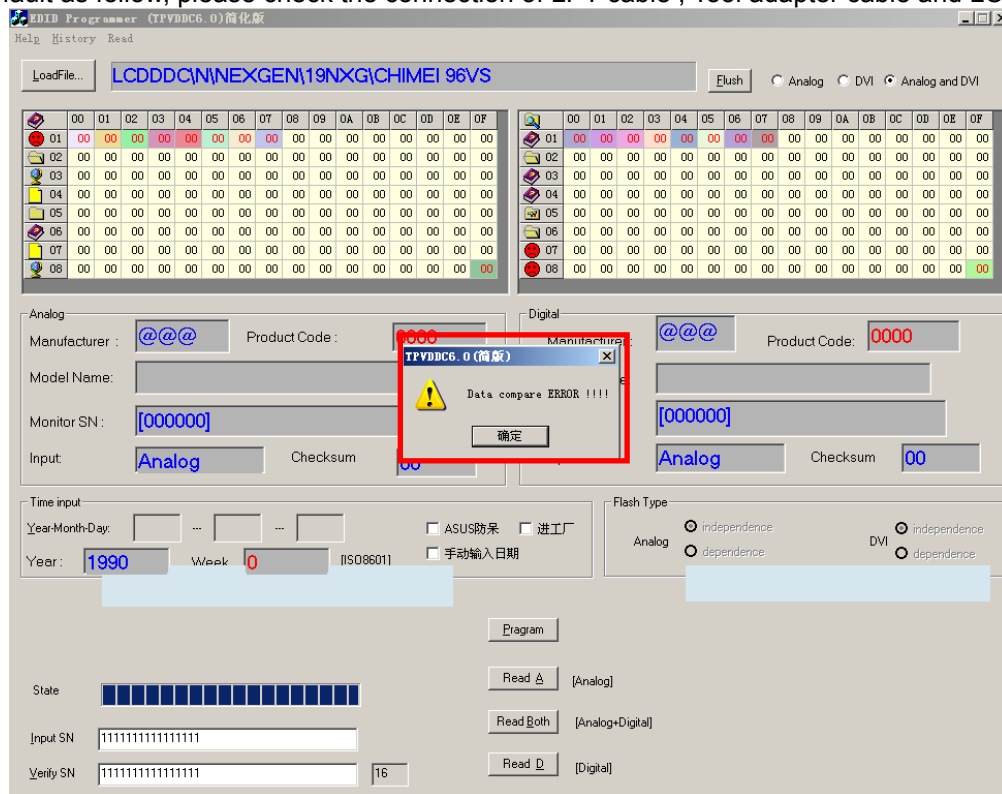 fault as follow, please check the connection of LPT cable , Tool adapter cable and
EDID Programmer (TPVDDC6.0)简化版
Help History Read
LoadFile... LCDDDC\N\NEXGEN\19NXG\CHIMEI 96VS Flush Analog DVI Analog and DVI
00 01 02 03 04 05 06 07 08 09 0A 0B 0C 0D 0E 0F
01 00 00 00 00 00 00 00 00 00 00 00 00 00 00 00 00
02 00 00 00 00 00 00 00 00 00 00 00 00 00 00 00 00
03 00 00 00 00 00 00 00 00 00 00 00 00 00 00 00 00
04 00 00 00 00 00 00 00 00 00 00 00 00 00 00 00 00
05 00 00 00 00 00 00 00 00 00 00 00 00 00 00 00 00
06 00 00 00 00 00 00 00 00 00 00 00 00 00 00 00 00
07 00 00 00 00 00 00 00 00 00 00 00 00 00 00 00 00
08 00 00 00 00 00 00 00 00 00 00 00 00 00 00 00 00
00 01 02 03 04 05 06 07 08 09 0A 0B 0C 0D 0E 0F
01 00 00 00 00 00 00 00 00 00 00 00 00 00 00 00 00
02 00 00 00 00 00 00 00 00 00 00 00 00 00 00 00 00
03 00 00 00 00 00 00 00 00 00 00 00 00 00 00 00 00
04 00 00 00 00 00 00 00 00 00 00 00 00 00 00 00 00
05 00 00 00 00 00 00 00 00 00 00 00 00 00 00 00 00
06 00 00 00 00 00 00 00 00 00 00 00 00 00 00 00 00
07 00 00 00 00 00 00 00 00 00 00 00 00 00 00 00 00
08 00 00 00 00 00 00 00 00 00 00 00 00 00 00 00 00
Analog
Manufacturer : @@@ Product Code : 0000
Model Name:
Monitor SN : [000000]
Input: Analog Checksum 00
Digital
Manufacturer: @@@ Product Code: 0000
[000000]
Analog Checksum 00
TPVDDC6.0(简版)
Data compare ERROR !!!!
确定
Time input
Year-Month-Day: --- ---
Year : 1990 Week 0 [ISO8601]
ASUS防呆 进工厂
手动输入日期
Flash Type
Analog independence
dependence
DVI independence
dependence
Pragram
State
Read A [Analog]
Read Both [Analog+Digital]
Input SN 1111111111111111
Verify SN 1111111111111111 16
Read D [Digital]